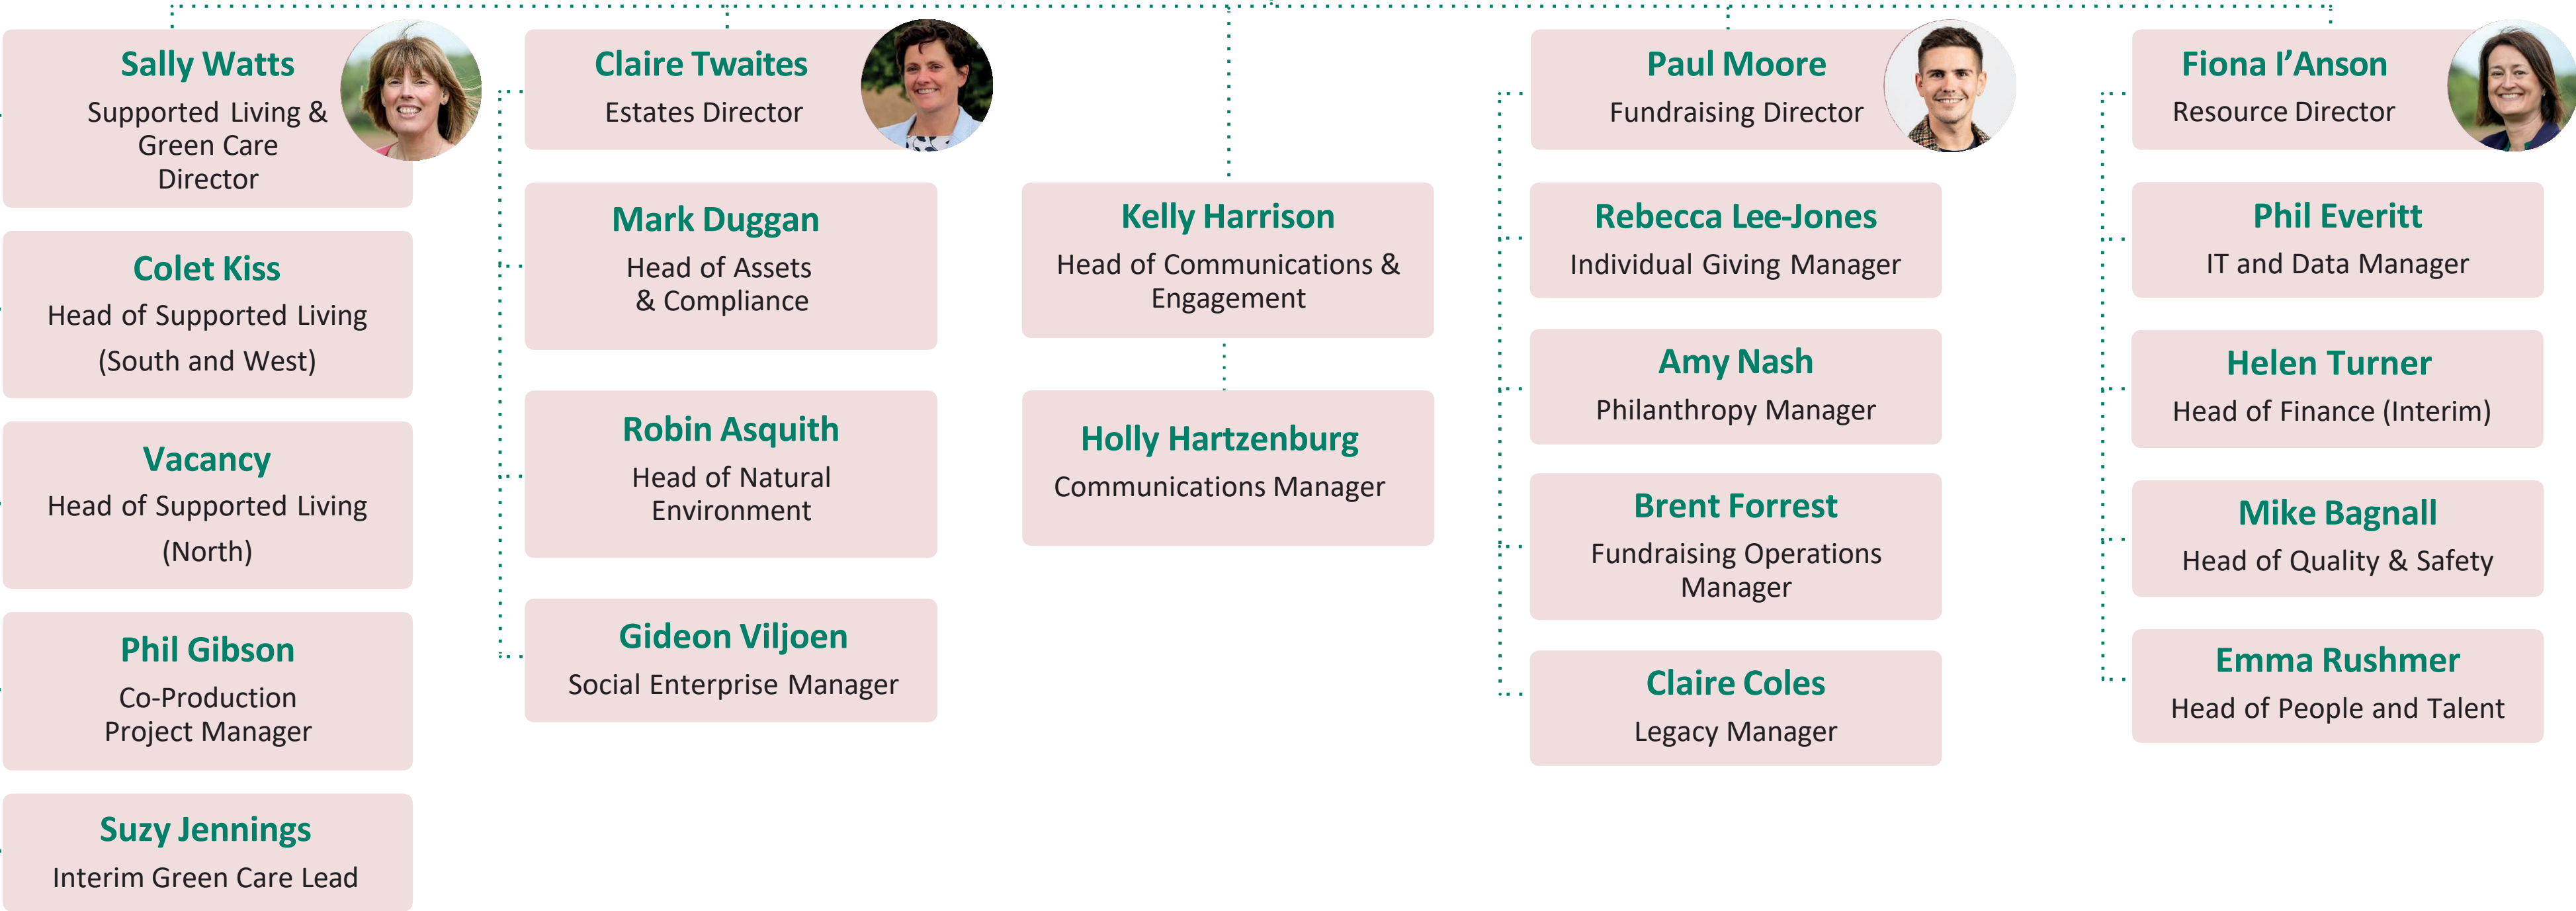 Sally Watts
Supported Living &
Green Care
Director
Colet Kiss
Head of Supported Living
(South and West)
Vacancy
Head of Supported Living
(North)
Phil Gibson
Co-Production
Project Manager
Suzy Jennings
Interim Green Care Lead
Claire Twaites
Estates Director
Mark Duggan
Head of Assets
& Compliance
Robin Asquith
Head of Natural
Environment
Gideon Viljoen
Social Enterprise Manager
Kelly Harrison
Head of Communications &
Engagement
Holly Hartzenburg
Communications Manager
Paul Moore
Fundraising Director
Rebecca Lee-Jones
Individual Giving Manager
Amy Nash
Philanthropy Manager
Brent Forrest
Fundraising Operations
Manager
Claire Coles
Legacy Manager
Fiona I’Anson
Resource Director
Phil Everitt
IT and Data Manager
Helen Turner
Head of Finance (Interim)
Mike Bagnall
Head of Quality & Safety
Emma Rushmer
Head of People and Talent